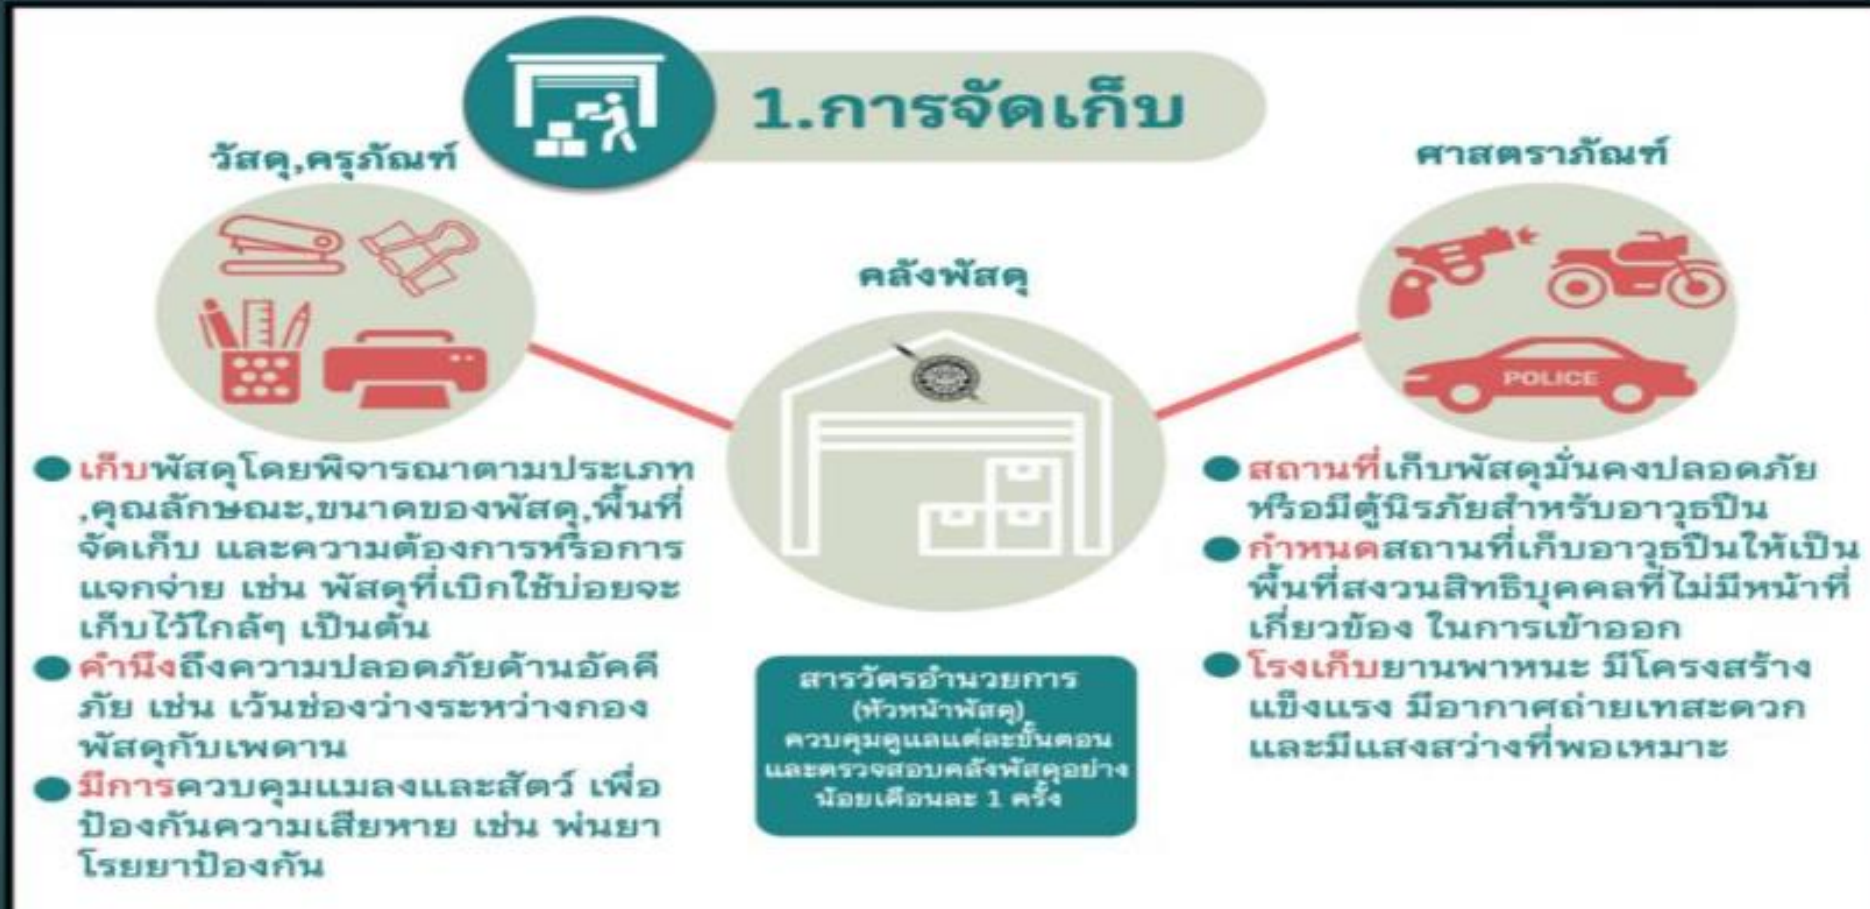 1.การจัดเก็บ
วัสดุ,ครุภัณฑ์
เก็บพัสดุโดยพิจารณาตามประเภท
,คุณลักษณะ,ขนาดของพัสดุ,พื้นที่
จัดเก็บ และความต้องการหรือการ
แจกจ่าย เช่น พัสดุที่เบิกใช้บ่อยจะ
เก็บไว้ใกล้ๆ เป็นต้น
คำนึงถึงความปลอดภัยด้านอัคคี
ภัย เช่น เว้นช่องว่างระหว่างกอง
พัสดุกับเพดาน
มีการควบคุมแมลงและสัตว์ เพื่อ
ป้องกันความเสียหาย เช่น พ่นยา
โรยยาป้องกัน
คลังพัสดุ
สารวัตรอำนวยการ
(หัวหน้าพัสดุ)
ควบคุมดูแลแต่ละขั้นตอน
และตรวจสอบคลังพัสดุอย่าง
น้อยเดือนละ 1 ครั้ง
ศาสตราภัณฑ์
POLICE
สถานที่เก็บพัสดุมั่นคงปลอดภัย
หรือมีตู้นิรภัยสำหรับอาวุธปืน
กำหนดสถานที่เก็บอาวุธปืนให้เป็น
พื้นที่สงวนสิทธิบุคคลที่ไม่มีหน้าที่
เกี่ยวข้อง ในการเข้าออก
โรงเก็บยานพาหนะ มีโครงสร้าง
แข็งแรง มีอากาศถ่ายเทสะดวก
และมีแสงสว่างที่พอเหมาะ